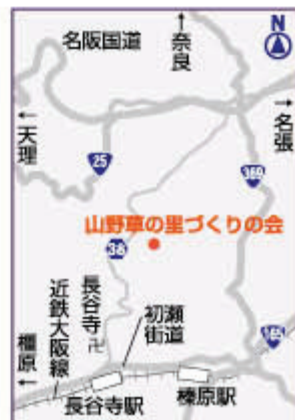 N
↑奈良
名阪国道
→名張
←天理
25
369
山野草の里づくりの会
38
長谷寺
卍
近鉄大阪線
初瀬
街道
165
橿原←
長谷寺駅
榛原駅